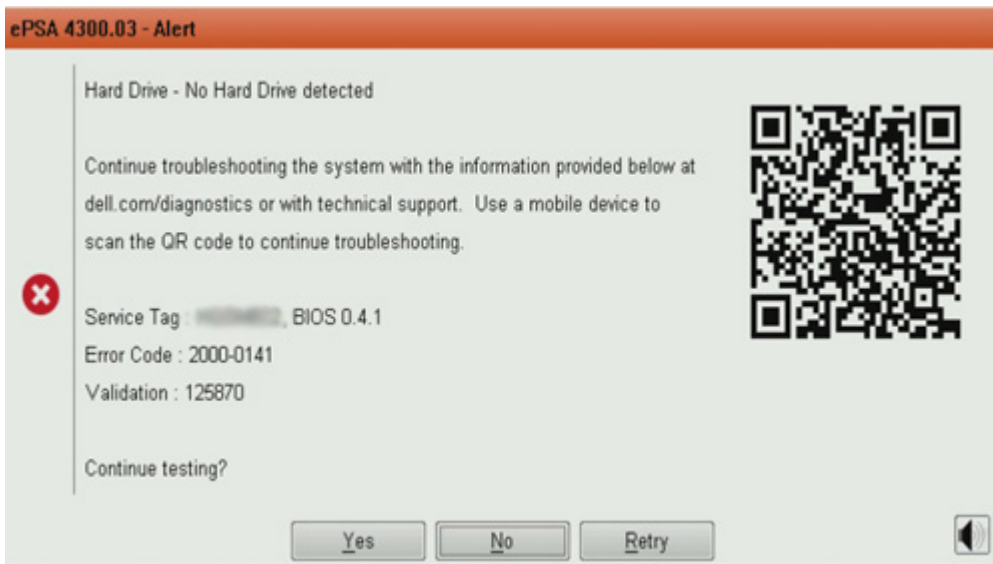 ePSA 4300.03 - Alert
Hard Drive - No Hard Drive detected
Continue troubleshooting the system with the information provided below at
dell.com/diagnostics or with technical support. Use a mobile device to
scan the QR code to continue troubleshooting.
Service Tag : , BIOS 0.4.1
Error Code : 2000-0141
Validation : 125870
Continue testing?
Yes No Retry